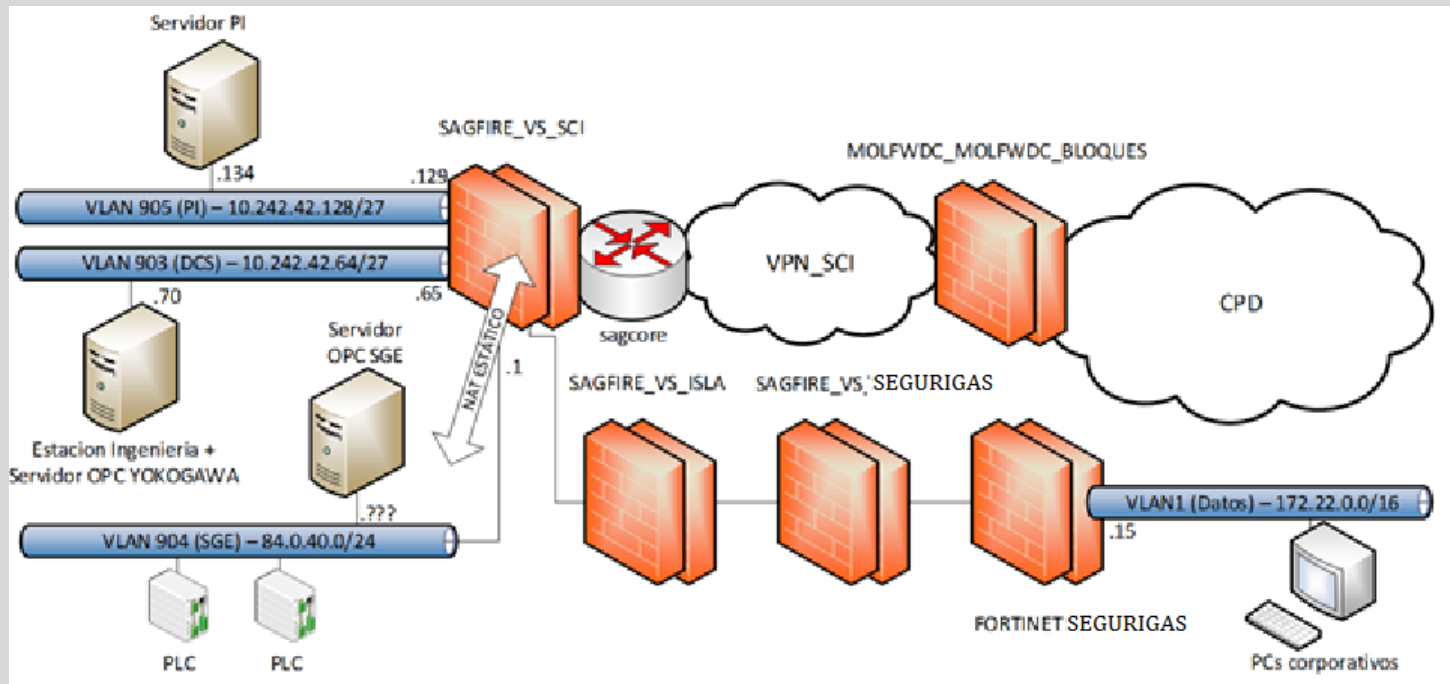 Servidor PI
.134
SAGFIRE_VS_SCI
.129
VLAN 905 (PI) – 10.242.42.128/27
VLAN 903 (DCS) – 10.242.42.64/27
.65
.70
MOLFWDC_MOLFWDC_BLOQUES
VPN_SCI
CPD
sagcore
Servidor
OPC SGE
NAT ESTÁTICO
.1
Estacion Ingenieria +
Servidor OPC YOKOGAWA
.???
VLAN 904 (SGE) – 84.0.40.0/24
PLC
PLC
SAGFIRE_VS_ISLA
SAGFIRE_VS_SEGURIGAS
VLAN1 (Datos) – 172.22.0.0/16
.15
FORTINET SEGURIGAS
PCs corporativos